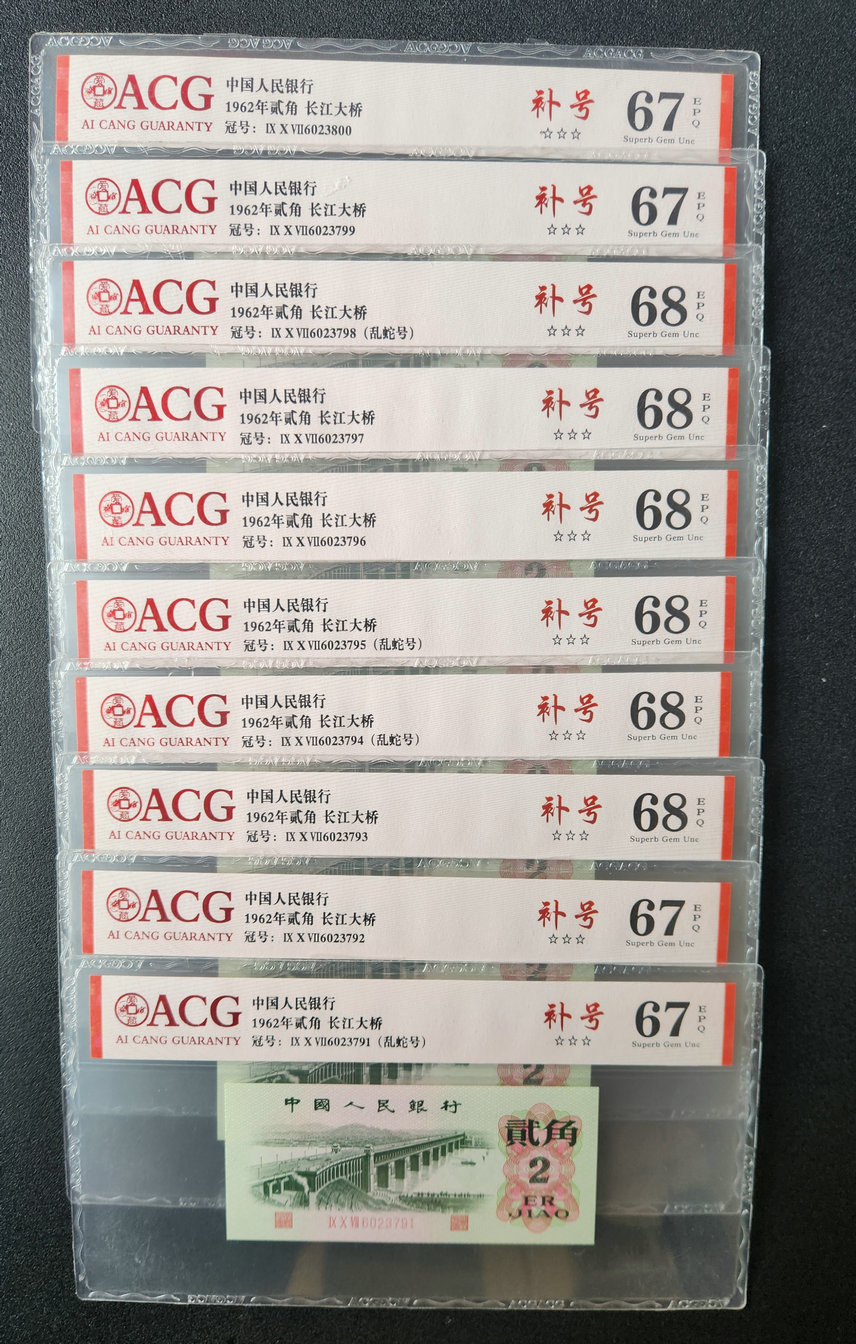 ACG
AI CANG GUARANTY
中国人民银行
1962年贰角 长江大桥
冠号：IX X VII6023800
补号
☆☆☆
67
EPQ
Superb Gem Unc
ACG
AI CANG GUARANTY
中国人民银行
1962年贰角 长江大桥
冠号：IX X VII6023799
补号
☆☆☆
67
EPQ
Superb Gem Unc
ACG
AI CANG GUARANTY
中国人民银行
1962年贰角 长江大桥
冠号：IX X VII6023798（乱蛇号）
补号
☆☆☆
68
EPQ
Superb Gem Unc
ACG
AI CANG GUARANTY
中国人民银行
1962年贰角 长江大桥
冠号：IX X VII6023797
补号
☆☆☆
68
EPQ
Superb Gem Unc
ACG
AI CANG GUARANTY
中国人民银行
1962年贰角 长江大桥
冠号：IX X VII6023796
补号
☆☆☆
68
EPQ
Superb Gem Unc
ACG
AI CANG GUARANTY
中国人民银行
1962年贰角 长江大桥
冠号：IX X VII6023795（乱蛇号）
补号
☆☆☆
68
EPQ
Superb Gem Unc
ACG
AI CANG GUARANTY
中国人民银行
1962年贰角 长江大桥
冠号：IX X VII6023794（乱蛇号）
补号
☆☆☆
68
EPQ
Superb Gem Unc
ACG
AI CANG GUARANTY
中国人民银行
1962年贰角 长江大桥
冠号：IX X VII6023793
补号
☆☆☆
68
EPQ
Superb Gem Unc
ACG
AI CANG GUARANTY
中国人民银行
1962年贰角 长江大桥
冠号：IX X VII6023792
补号
☆☆☆
67
EPQ
Superb Gem Unc
ACG
AI CANG GUARANTY
中国人民银行
1962年贰角 长江大桥
冠号：IX X VII6023791（乱蛇号）
补号
☆☆☆
67
EPQ
Superb Gem Unc
2
中國人民銀行
貳角
2
ER
JIAO
IX X VII 6023791